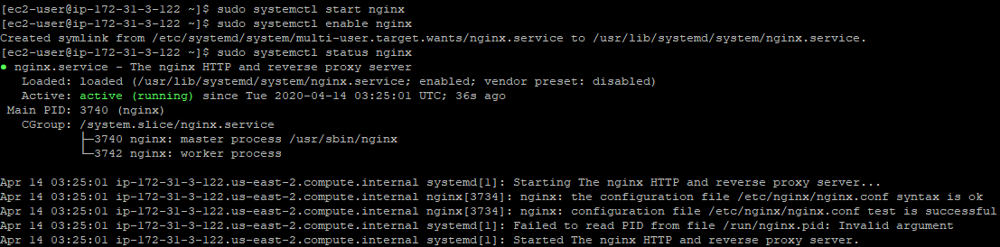 [ec2-user@ip-172-31-3-122 ~]$ sudo systemctl start nginx
[ec2-user@ip-172-31-3-122 ~]$ sudo systemctl enable nginx
Created symlink from /etc/systemd/system/multi-user.target.wants/nginx.service to /usr/lib/systemd/system/nginx.service.
[ec2-user@ip-172-31-3-122 ~]$ sudo systemctl status nginx
● nginx.service - The nginx HTTP and reverse proxy server
   Loaded: loaded (/usr/lib/systemd/system/nginx.service; enabled; vendor preset: disabled)
   Active: active (running) since Tue 2020-04-14 03:25:01 UTC; 36s ago
 Main PID: 3740 (nginx)
   CGroup: /system.slice/nginx.service
           ├─3740 nginx: master process /usr/sbin/nginx
           └─3742 nginx: worker process

Apr 14 03:25:01 ip-172-31-3-122.us-east-2.compute.internal systemd[1]: Starting The nginx HTTP and reverse proxy server...
Apr 14 03:25:01 ip-172-31-3-122.us-east-2.compute.internal nginx[3734]: nginx: the configuration file /etc/nginx/nginx.conf syntax is ok
Apr 14 03:25:01 ip-172-31-3-122.us-east-2.compute.internal nginx[3734]: nginx: configuration file /etc/nginx/nginx.conf test is successful
Apr 14 03:25:01 ip-172-31-3-122.us-east-2.compute.internal systemd[1]: Failed to read PID from file /run/nginx.pid: Invalid argument
Apr 14 03:25:01 ip-172-31-3-122.us-east-2.compute.internal systemd[1]: Started The nginx HTTP and reverse proxy server.